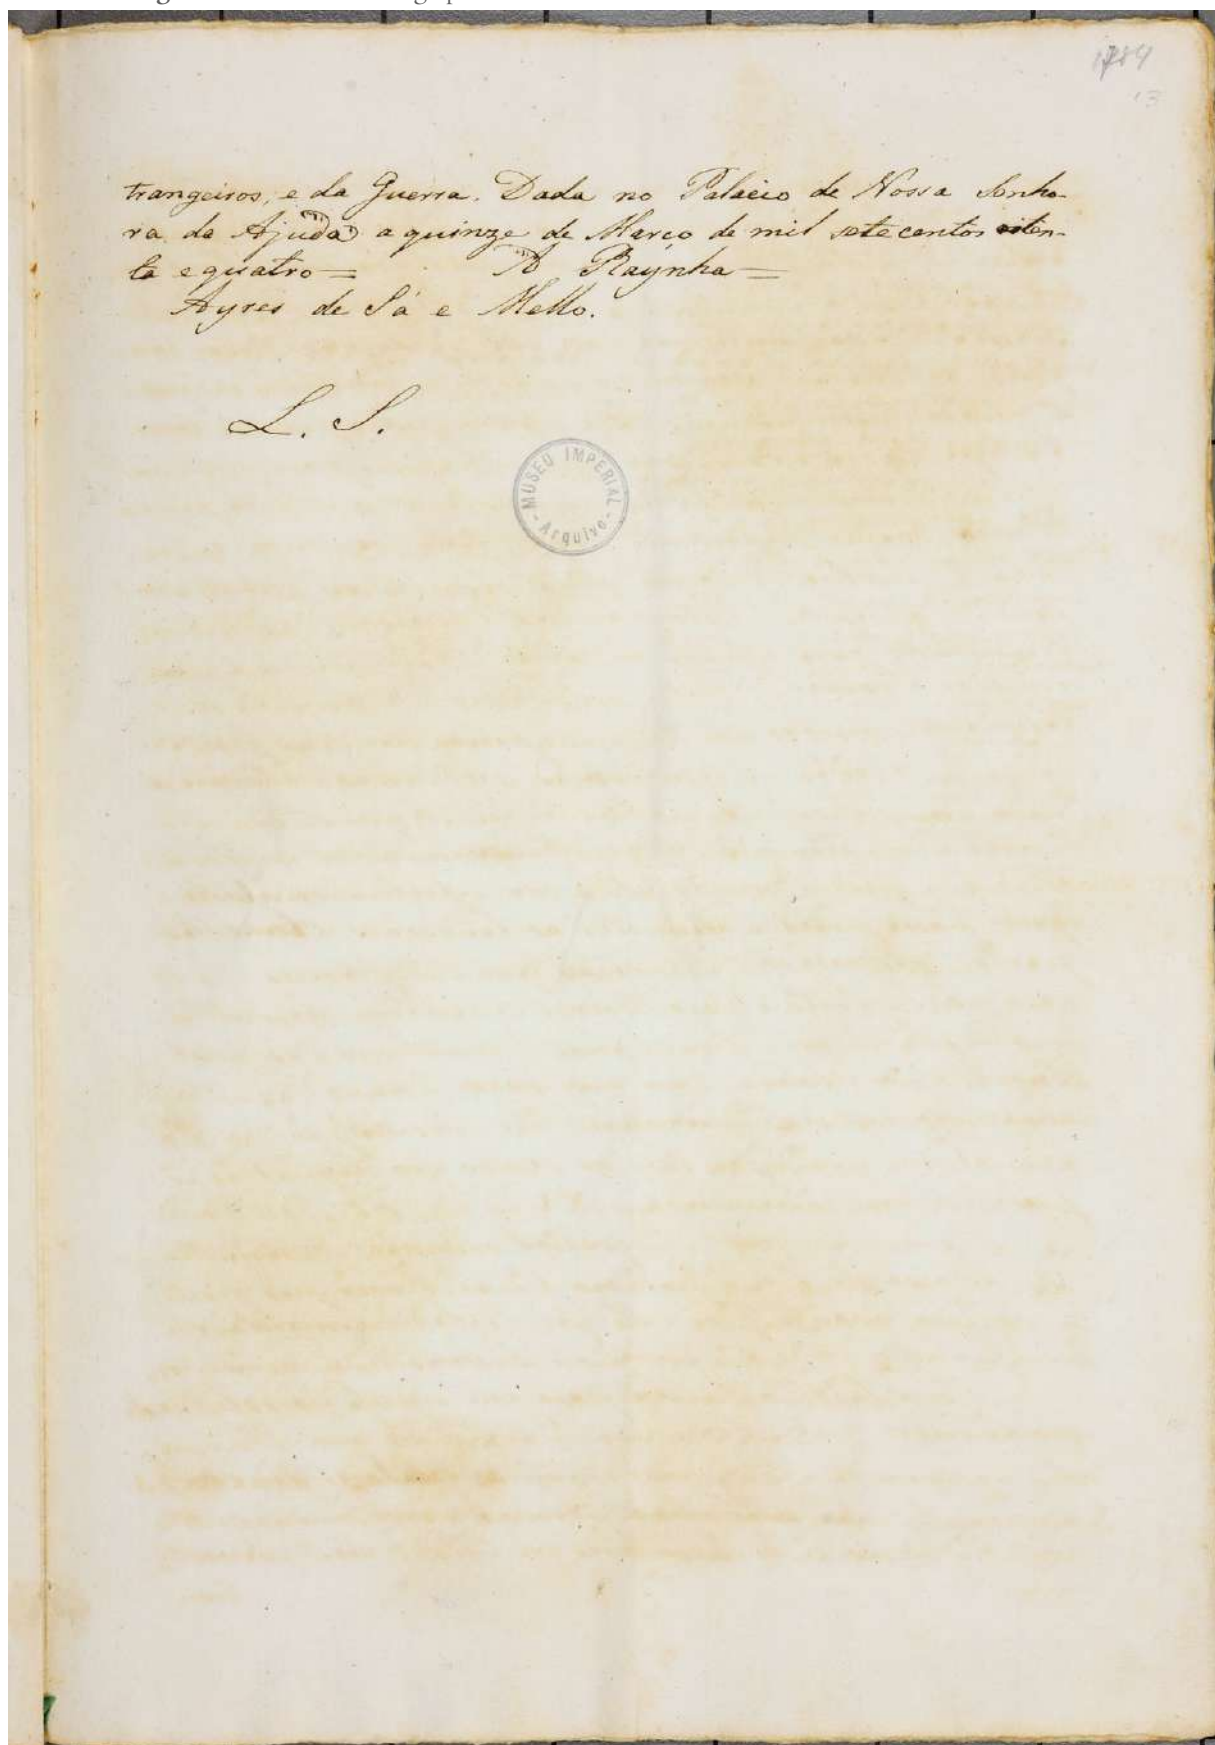 1784
13
trangeiros, e da Guerra. Dada no Palacio de Nossa Senho-
ra da Ajuda a quinze de Março de mil sete centos oiten-
ta e quatro = A Raynha =
Ayres de Sá e Mello.
L. S.
MUSEU IMPERIAL
- Arquivo -